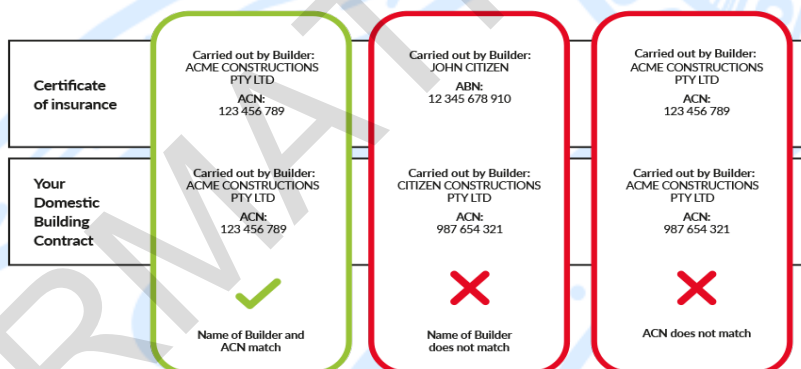 Certificate
of insurance
Carried out by Builder:
ACME CONSTRUCTIONS
PTY LTD
ACN:
123 456 789
Carried out by Builder:
JOHN CITIZEN
ABN:
12 345 678 910
Carried out by Builder:
ACME CONSTRUCTIONS
PTY LTD
ACN:
123 456 789
Your
Domestic
Building
Contract
Carried out by Builder:
ACME CONSTRUCTIONS
PTY LTD
ACN:
123 456 789
Carried out by Builder:
CITIZEN CONSTRUCTIONS
PTY LTD
ACN:
987 654 321
Carried out by Builder:
ACME CONSTRUCTIONS
PTY LTD
ACN:
987 654 321
Name of Builder and
ACN match
Name of Builder
does not match
ACN does not match
RMAT